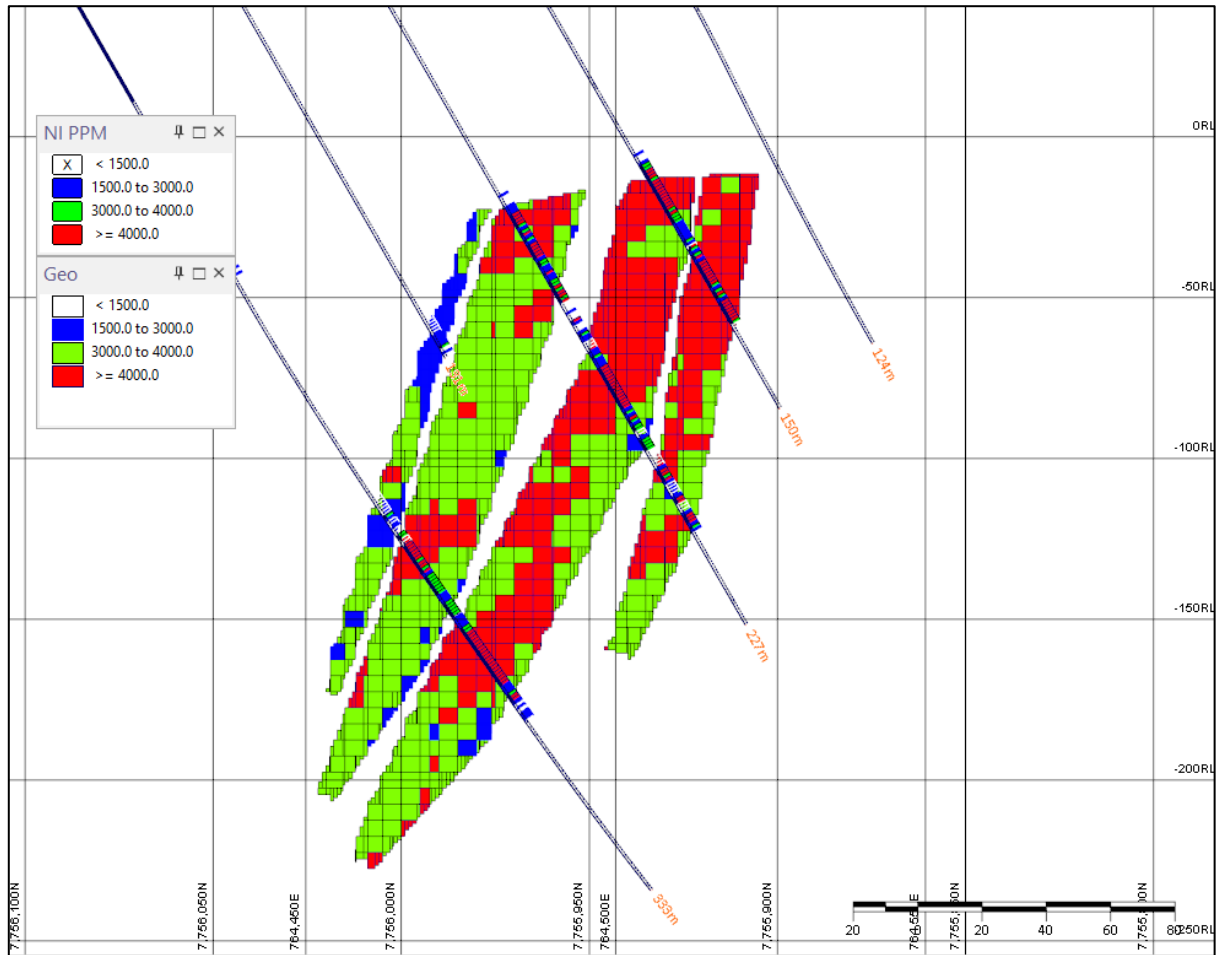 NI PPM
X < 1500.0
1500.0 to 3000.0
3000.0 to 4000.0
>= 4000.0
Geo
< 1500.0
1500.0 to 3000.0
3000.0 to 4000.0
>= 4000.0
0RL
-50RL
-100RL
-150RL
-200RL
-250RL
124m
150m
227m
333m
7,756,100N
7,756,050N
764,450E
7,756,000N
7,755,950N
764,500E
7,755,900N
20 20 40 60 80